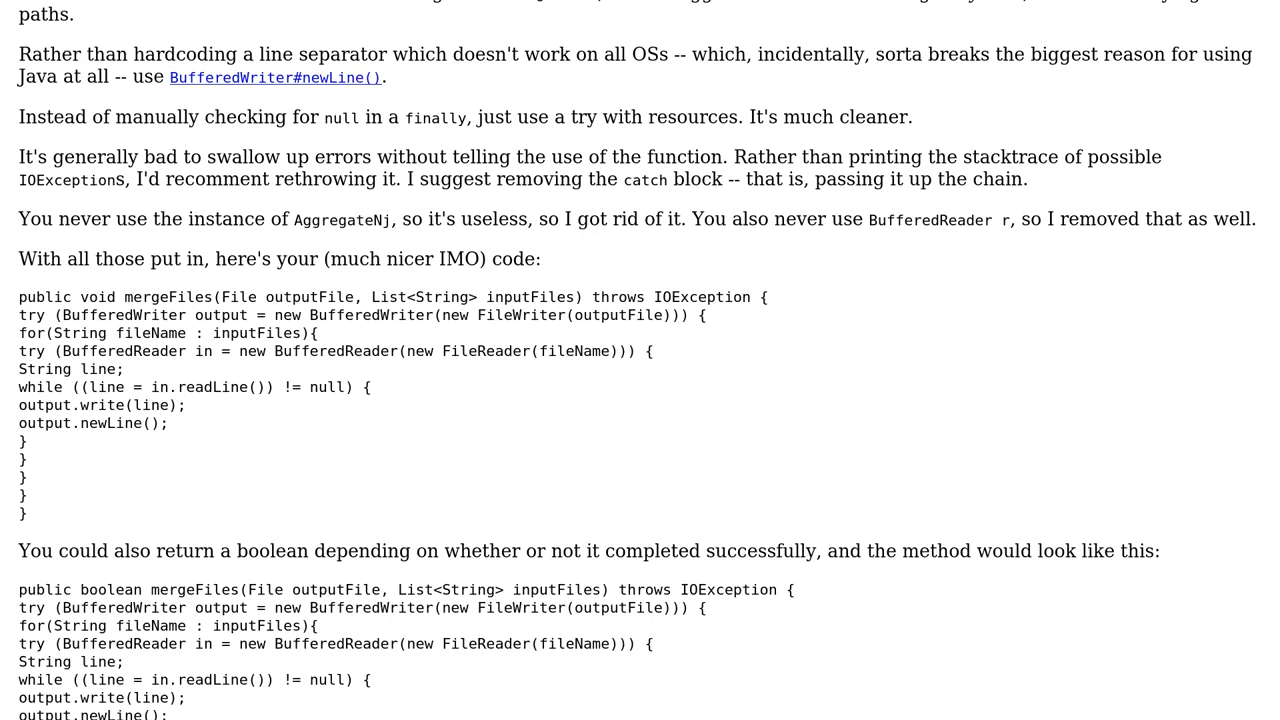 paths.
Rather than hardcoding a line separator which doesn't work on all OSs -- which, incidentally, sorta breaks the biggest reason for using
Java at all -- use BufferedWriter#newLine().
Instead of manually checking for null in a finally, just use a try with resources. It's much cleaner.
It's generally bad to swallow up errors without telling the use of the function. Rather than printing the stacktrace of possible
IOExceptions, I'd recomment rethrowing it. I suggest removing the catch block -- that is, passing it up the chain.
You never use the instance of AggregateNj, so it's useless, so I got rid of it. You also never use BufferedReader r, so I removed that as well.
With all those put in, here's your (much nicer IMO) code:
public void mergeFiles(File outputFile, List<String> inputFiles) throws IOException {
try (BufferedWriter output = new BufferedWriter(new FileWriter(outputFile))) {
for(String fileName : inputFiles){
try (BufferedReader in = new BufferedReader(new FileReader(fileName))) {
String line;
while ((line = in.readLine()) != null) {
output.write(line);
output.newLine();
}
}
}
}
}
You could also return a boolean depending on whether or not it completed successfully, and the method would look like this:
public boolean mergeFiles(File outputFile, List<String> inputFiles) throws IOException {
try (BufferedWriter output = new BufferedWriter(new FileWriter(outputFile))) {
for(String fileName : inputFiles){
try (BufferedReader in = new BufferedReader(new FileReader(fileName))) {
String line;
while ((line = in.readLine()) != null) {
output.write(line);
output.newLine();